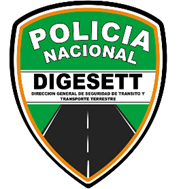 POLICIA
NACIONAL
DIGESETT
DIRECCION GENERAL DE SEGURIDAD DE TRANSITO Y
TRANSPORTE TERRESTRE